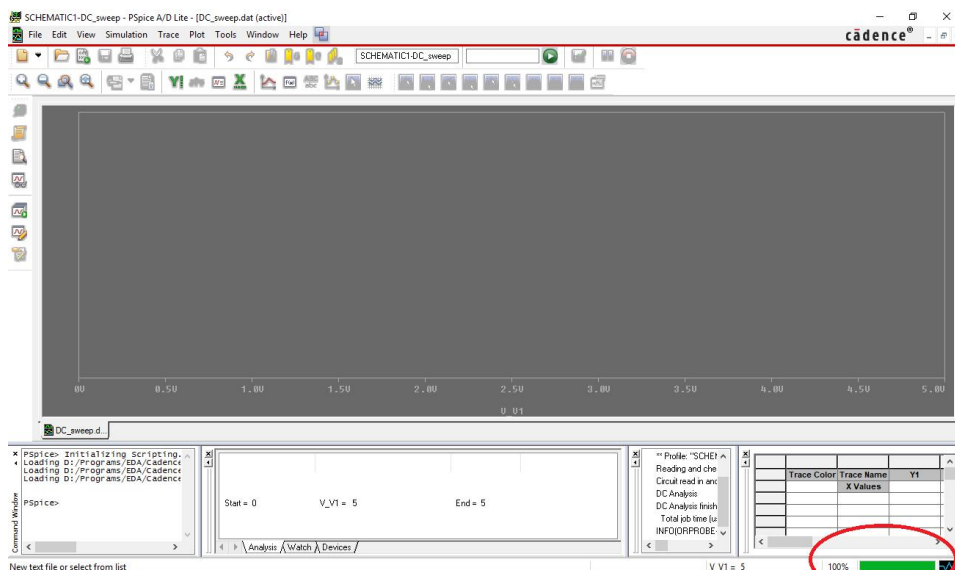 SCHEMATIC1-DC_sweep - PSpice A/D Lite - [DC_sweep.dat (active)]
File Edit View Simulation Trace Plot Tools Window Help
cādence®
SCHEMATIC1-DC_sweep
0V 0.5V 1.0V 1.5V 2.0V 2.5V 3.0V 3.5V 4.0V 4.5V 5.0V
V_V1
DC_sweep.d...
PSpice> Initializing Scripting.
Loading D:/Programs/EDA/Cadence
Loading D:/Programs/EDA/Cadence
Loading D:/Programs/EDA/Cadence
PSpice>
Command Window
Start = 0 V_V1 = 5 End = 5
Analysis Watch Devices
** Profile: "SCHEM
Reading and che
Circuit read in and
DC Analysis
DC Analysis finish
Total job time (u
INFO(ORPROBE-
Trace Color Trace Name Y1
X Values
New text file or select from list
V_V1 = 5 100%